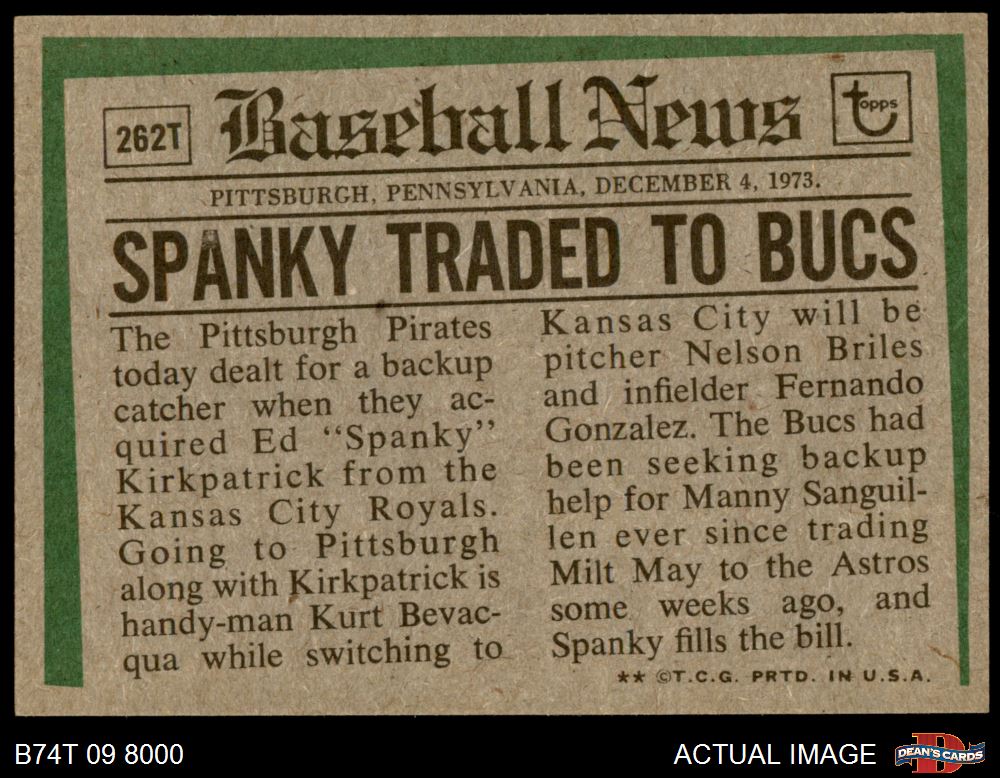 262T
Baseball News
topps
PITTSBURGH, PENNSYLVANIA, DECEMBER 4, 1973.
SPANKY TRADED TO BUCS
The Pittsburgh Pirates
today dealt for a backup
catcher when they ac-
quired Ed “Spanky”
Kirkpatrick from the
Kansas City Royals.
Going to Pittsburgh
along with Kirkpatrick is
handy-man Kurt Bevac-
qua while switching to
Kansas City will be
pitcher Nelson Briles
and infielder Fernando
Gonzalez. The Bucs had
been seeking backup
help for Manny Sanguil-
len ever since trading
Milt May to the Astros
some weeks ago, and
Spanky fills the bill.
** ©T.C.G. PRTD. IN U.S.A.
B74T 09 8000
ACTUAL IMAGE
DEAN'S CARDS